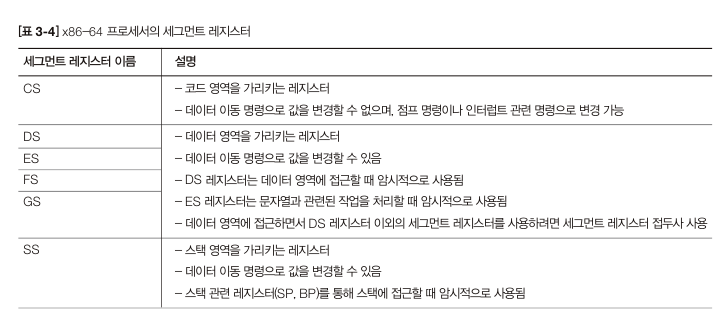 [표 3-4] x86-64 프로세서의 세그먼트 레지스터
세그먼트 레지스터 이름 설명
CS – 코드 영역을 가리키는 레지스터
– 데이터 이동 명령으로 값을 변경할 수 없으며, 점프 명령이나 인터럽트 관련 명령으로 변경 가능
DS – 데이터 영역을 가리키는 레지스터
ES – 데이터 이동 명령으로 값을 변경할 수 있음
FS – DS 레지스터는 데이터 영역에 접근할 때 암시적으로 사용됨
GS – ES 레지스터는 문자열과 관련된 작업을 처리할 때 암시적으로 사용됨
– 데이터 영역에 접근하면서 DS 레지스터 이외의 세그먼트 레지스터를 사용하려면 세그먼트 레지스터 접두사 사용
SS – 스택 영역을 가리키는 레지스터
– 데이터 이동 명령으로 값을 변경할 수 있음
– 스택 관련 레지스터(SP, BP)를 통해 스택에 접근할 때 암시적으로 사용됨